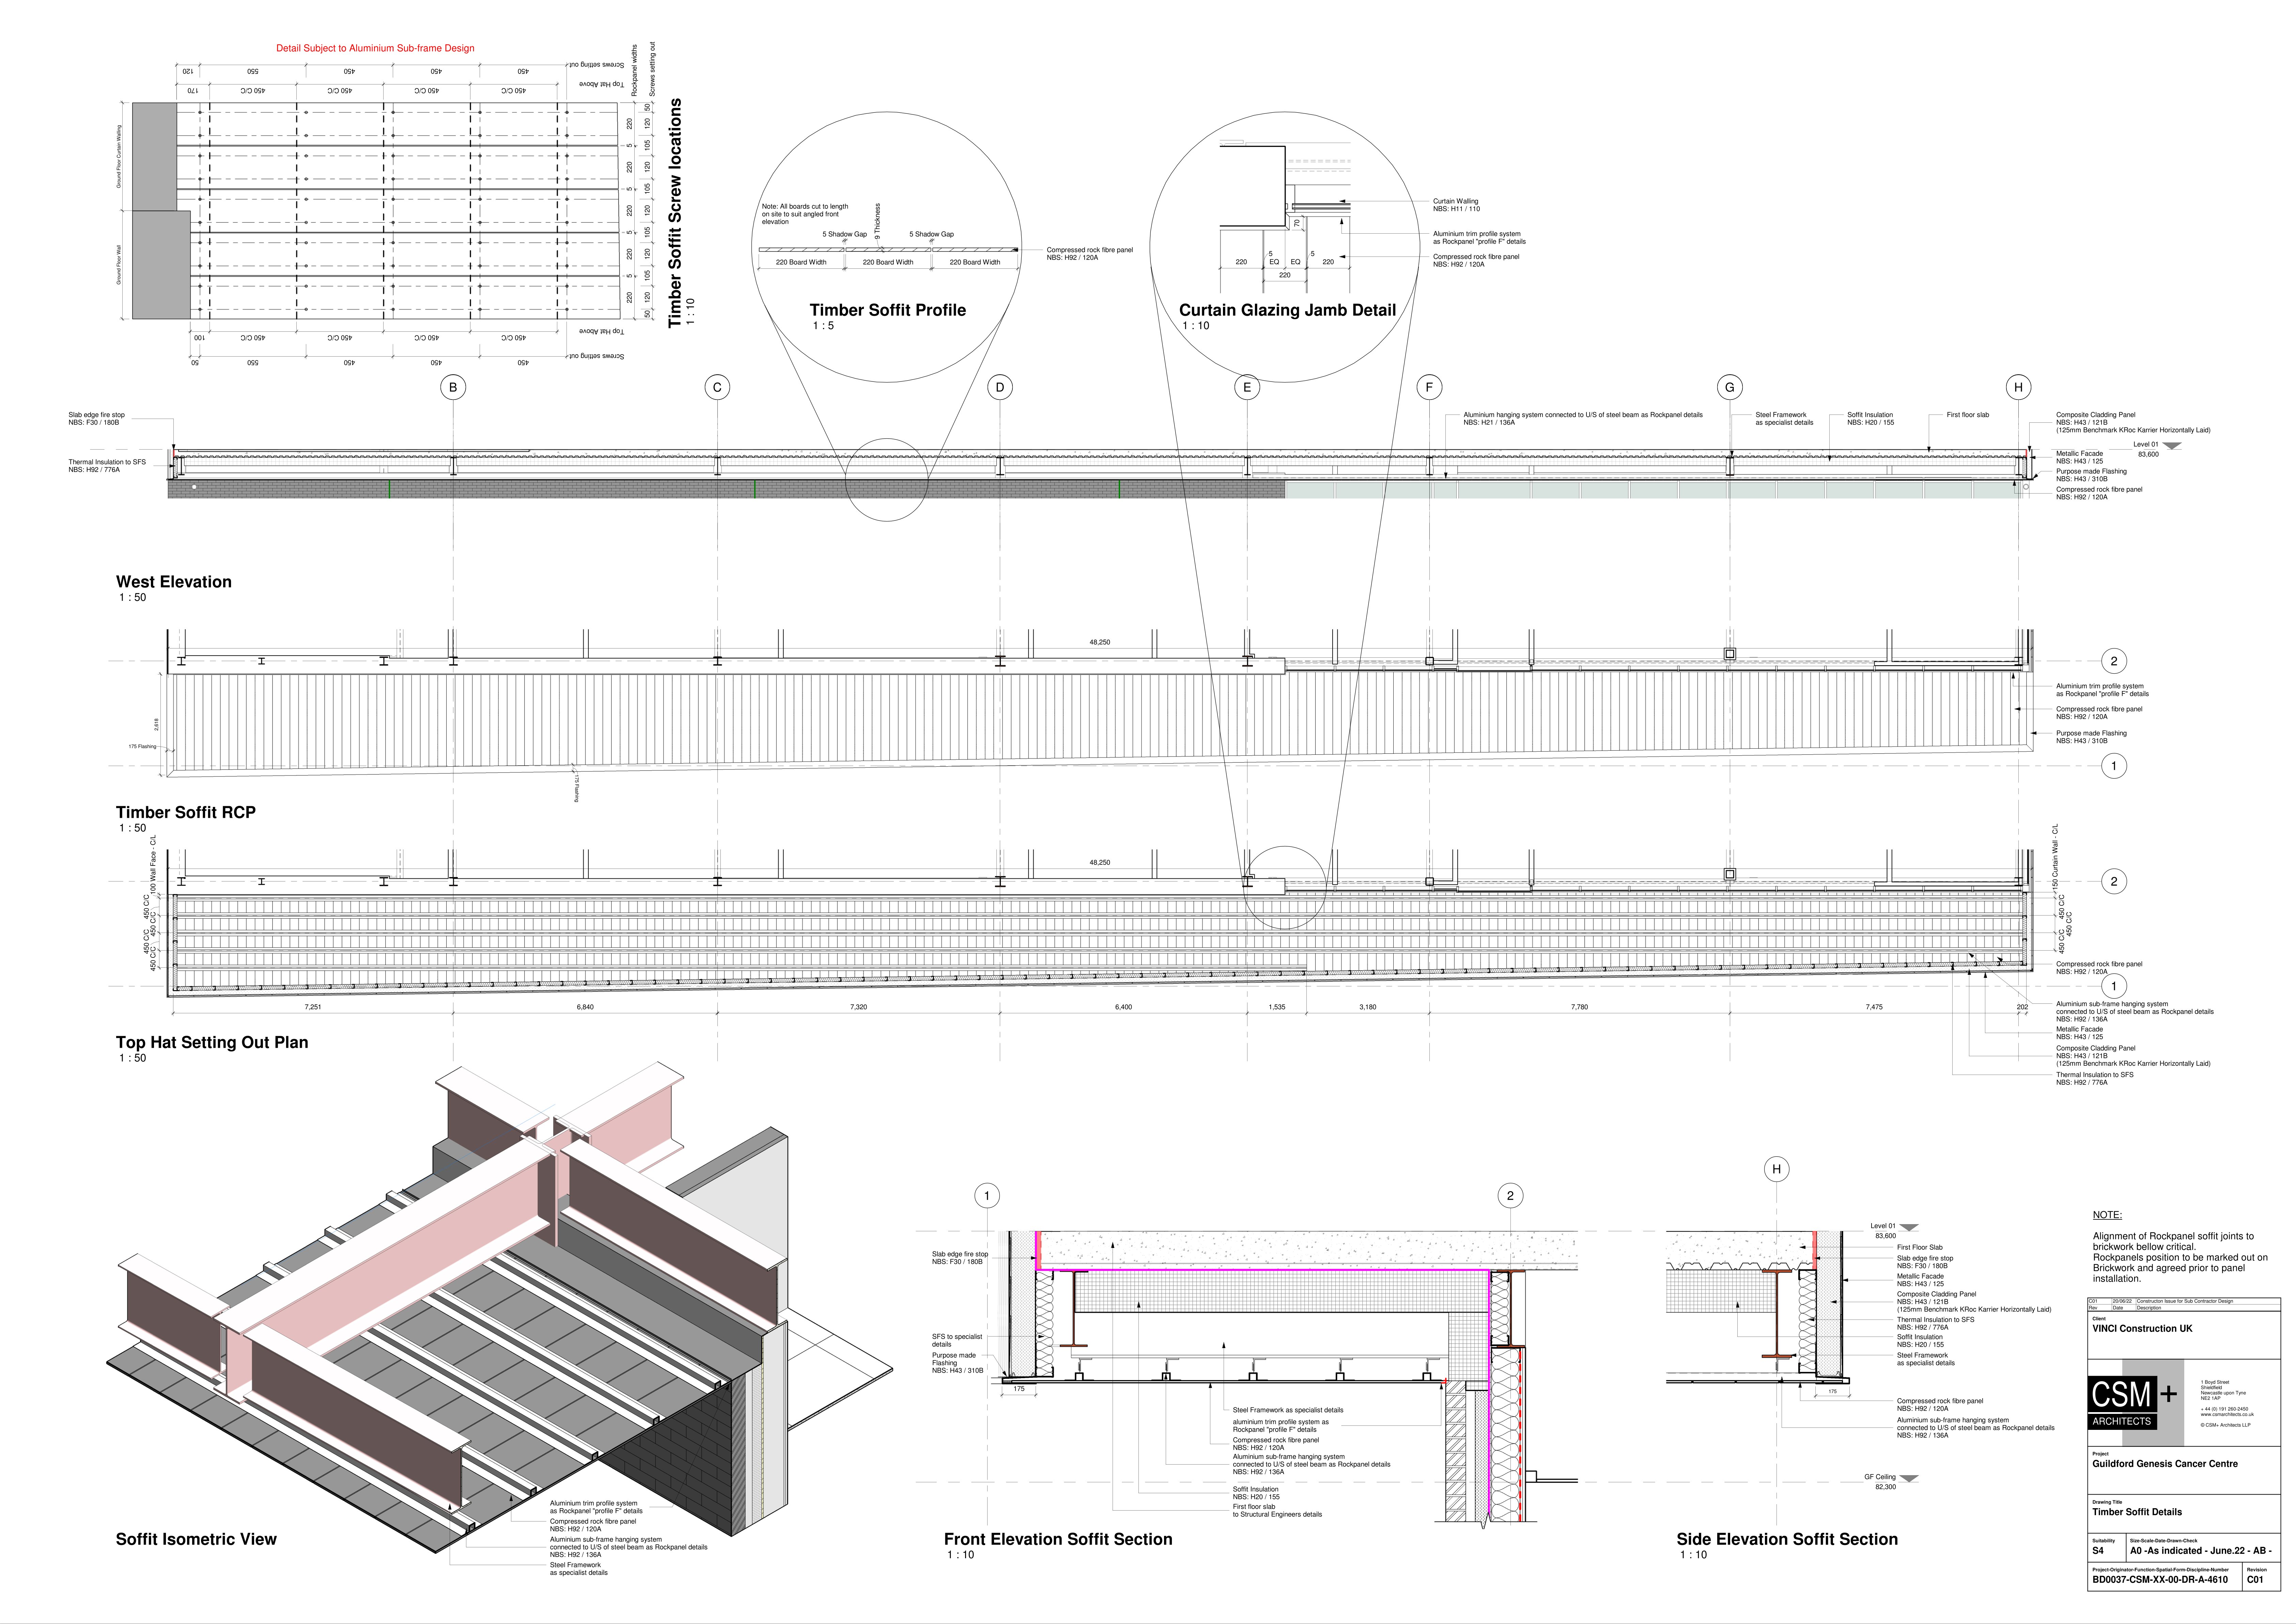 Detail Subject to Aluminium Sub-frame Design
120
550
450
450
450
Screws setting out
170
450 C/C
450 C/C
450 C/C
450 C/C
Top Hat Above
Rockpanel widths
Screws setting out
Ground Floor Curtain Walling
Ground Floor Wall
220
5
220
5
220
5
220
5
220
50
120
105
120
105
120
105
120
105
120
50
100
450 C/C
450 C/C
450 C/C
450 C/C
Top Hat Above
50
550
450
450
450
Screws setting out
Timber Soffit Screw locations
1 : 10
Note: All boards cut to length
on site to suit angled front
elevation
5 Shadow Gap
9 Thickness
5 Shadow Gap
220 Board Width
220 Board Width
220 Board Width
Compressed rock fibre panel
NBS: H92 / 120A
Timber Soffit Profile
1 : 5
70
5
5
220
EQ
EQ
220
220
Curtain Walling
NBS: H11 / 110
Aluminium trim profile system
as Rockpanel "profile F" details
Compressed rock fibre panel
NBS: H92 / 120A
Curtain Glazing Jamb Detail
1 : 10
B
C
D
E
F
G
H
Slab edge fire stop
NBS: F30 / 180B
Thermal Insulation to SFS
NBS: H92 / 776A
Aluminium hanging system connected to U/S of steel beam as Rockpanel details
NBS: H21 / 136A
Steel Framework
as specialist details
Soffit Insulation
NBS: H20 / 155
First floor slab
Composite Cladding Panel
NBS: H43 / 121B
(125mm Benchmark KRoc Karrier Horizontally Laid)
Level 01
83,600
Metallic Facade
NBS: H43 / 125
Purpose made Flashing
NBS: H43 / 310B
Compressed rock fibre panel
NBS: H92 / 120A
West Elevation
1 : 50
48,250
2
2,618
175 Flashing
175 Flashing
Aluminium trim profile system
as Rockpanel "profile F" details
Compressed rock fibre panel
NBS: H92 / 120A
Purpose made Flashing
NBS: H43 / 310B
1
Timber Soffit RCP
1 : 50
48,250
2
100 Wall Face - C/L
450 C/C
450 C/C
450 C/C
450 C/C
150 Curtain Wall - C/L
450 C/C
450 C/C
450 C/C
1
7,251
6,840
7,320
6,400
1,535
3,180
7,780
7,475
202
Compressed rock fibre panel
NBS: H92 / 120A
Aluminium sub-frame hanging system
connected to U/S of steel beam as Rockpanel details
NBS: H92 / 136A
Metallic Facade
NBS: H43 / 125
Composite Cladding Panel
NBS: H43 / 121B
(125mm Benchmark KRoc Karrier Horizontally Laid)
Thermal Insulation to SFS
NBS: H92 / 776A
Top Hat Setting Out Plan
1 : 50
Aluminium trim profile system
as Rockpanel "profile F" details
Compressed rock fibre panel
NBS: H92 / 120A
Aluminium sub-frame hanging system
connected to U/S of steel beam as Rockpanel details
NBS: H92 / 136A
Steel Framework
as specialist details
Soffit Isometric View
1
2
Slab edge fire stop
NBS: F30 / 180B
SFS to specialist
details
Purpose made
Flashing
NBS: H43 / 310B
175
Steel Framework as specialist details
aluminium trim profile system as
Rockpanel "profile F" details
Compressed rock fibre panel
NBS: H92 / 120A
Aluminium sub-frame hanging system
connected to U/S of steel beam as Rockpanel details
NBS: H92 / 136A
Soffit Insulation
NBS: H20 / 155
First floor slab
to Structural Engineers details
Front Elevation Soffit Section
1 : 10
H
Level 01
83,600
First Floor Slab
Slab edge fire stop
NBS: F30 / 180B
Metallic Facade
NBS: H43 / 125
Composite Cladding Panel
NBS: H43 / 121B
(125mm Benchmark KRoc Karrier Horizontally Laid)
Thermal Insulation to SFS
NBS: H92 / 776A
Soffit Insulation
NBS: H20 / 155
Steel Framework
as specialist details
175
Compressed rock fibre panel
NBS: H92 / 120A
Aluminium sub-frame hanging system
connected to U/S of steel beam as Rockpanel details
NBS: H92 / 136A
GF Ceiling
82,300
Side Elevation Soffit Section
1 : 10
NOTE:
Alignment of Rockpanel soffit joints to
brickwork bellow critical.
Rockpanels position to be marked out on
Brickwork and agreed prior to panel
installation.
C01 20/06/22 Construction Issue for Sub Contractor Design
Rev Date Description
Client
VINCI Construction UK
CSM+
ARCHITECTS
1 Boyd Street
Shieldfield
Newcastle upon Tyne
NE2 1AP
+ 44 (0) 191 260-2450
www.csmarchitects.co.uk
© CSM+ Architects LLP
Project
Guildford Genesis Cancer Centre
Drawing Title
Timber Soffit Details
Suitability
S4
Size-Scale-Date-Drawn-Check
A0 -As indicated - June.22 - AB -
Project-Originator-Function-Spatial-Form-Discipline-Number
BD0037-CSM-XX-00-DR-A-4610
Revision
C01